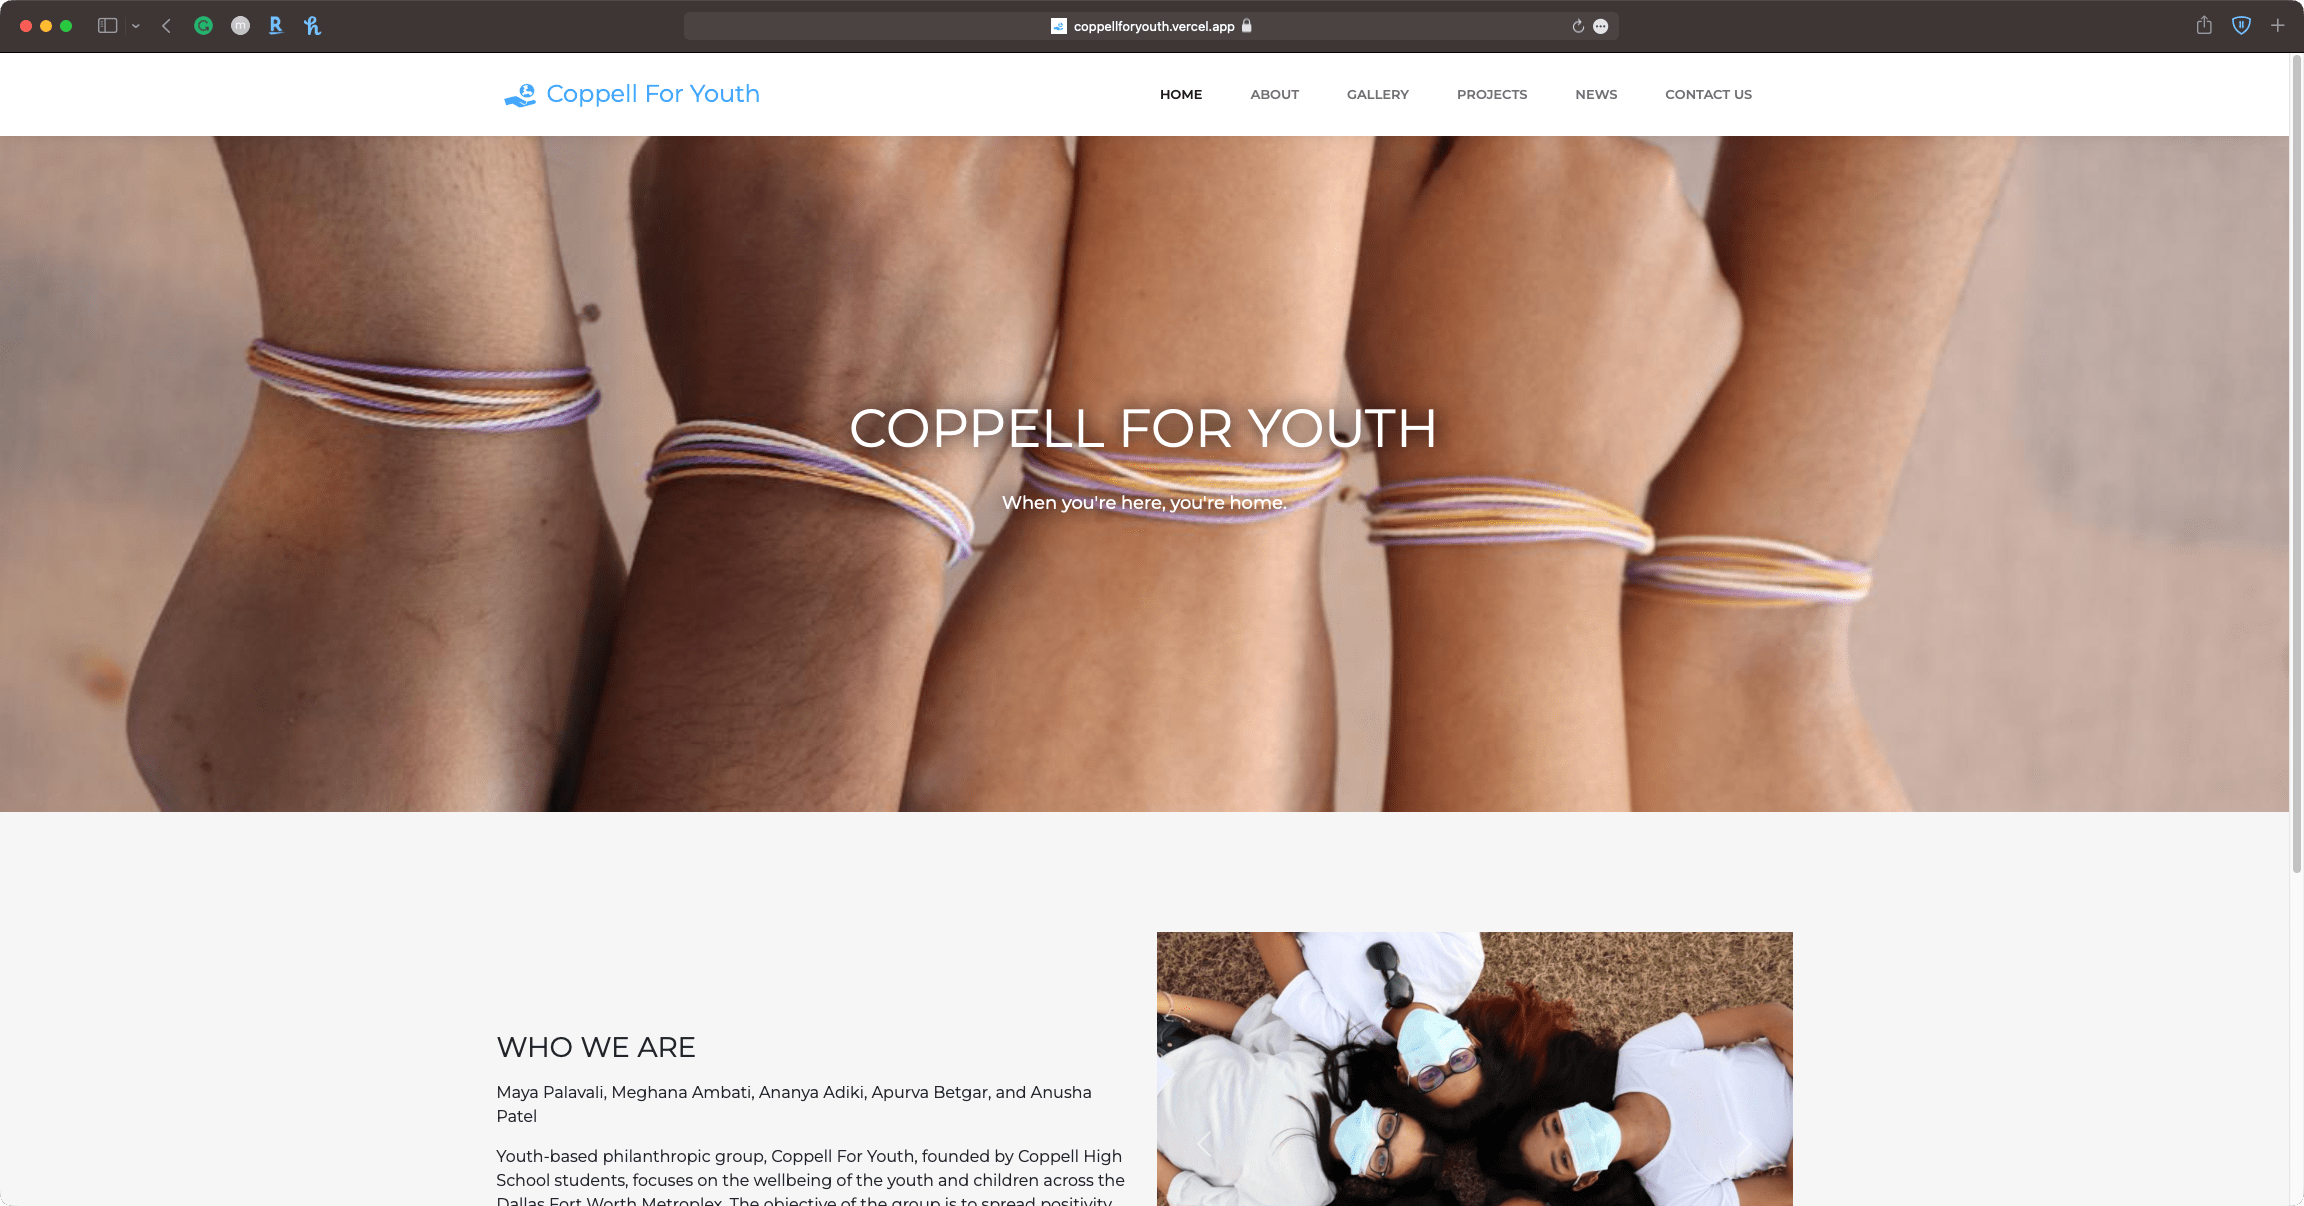 coppellforyouth.vercel.app
Coppell For Youth
HOME ABOUT GALLERY PROJECTS NEWS CONTACT US
COPPELL FOR YOUTH
When you're here, you're home.
WHO WE ARE
Maya Palavali, Meghana Ambati, Ananya Adiki, Apurva Betgar, and Anusha
Patel
Youth-based philanthropic group, Coppell For Youth, founded by Coppell High
School students, focuses on the wellbeing of the youth and children across the
Dallas Fort Worth Metroplex. The objective of the group is to spread positivity